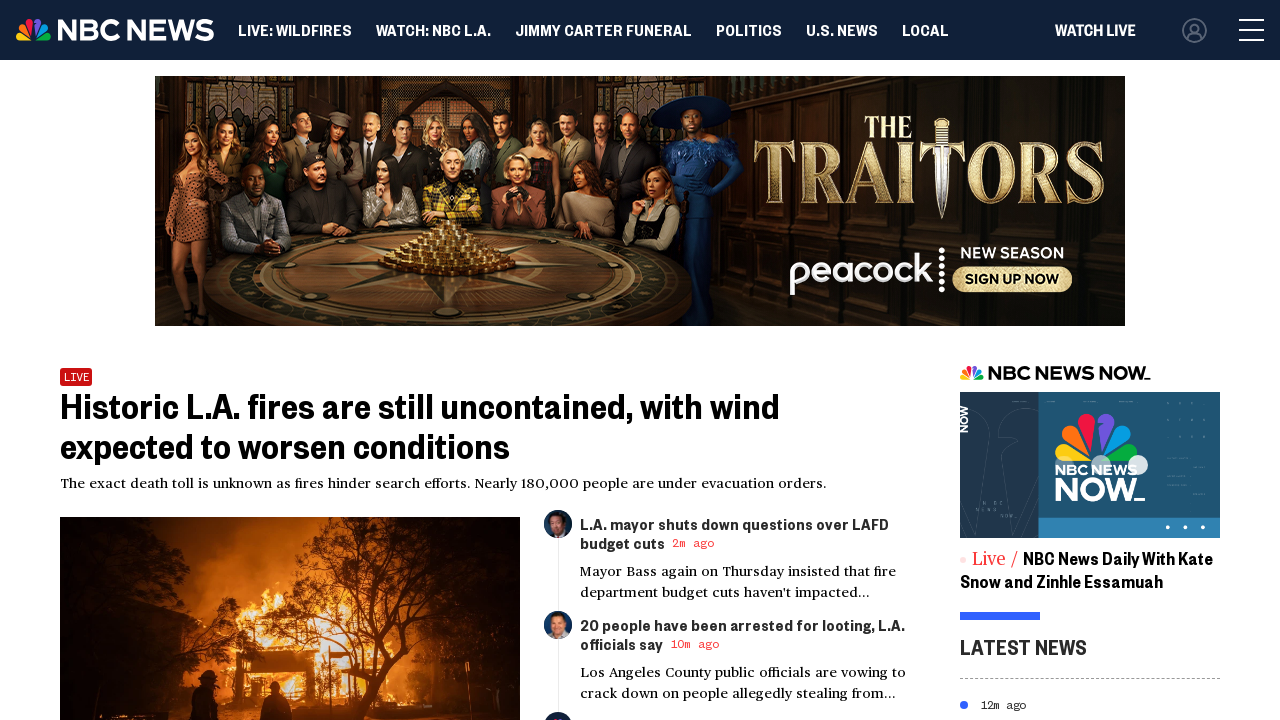 NBC NEWS
LIVE: WILDFIRES
WATCH: NBC L.A.
JIMMY CARTER FUNERAL
POLITICS
U.S. NEWS
LOCAL
WATCH LIVE
THE
TRAITORS
peacock
NEW SEASON
SIGN UP NOW
LIVE
Historic L.A. fires are still uncontained, with wind
expected to worsen conditions
The exact death toll is unknown as fires hinder search efforts. Nearly 180,000 people are under evacuation orders.
L.A. mayor shuts down questions over LAFD
budget cuts 2m ago
Mayor Bass again on Thursday insisted that fire
department budget cuts haven't impacted...
20 people have been arrested for looting, L.A.
officials say 10m ago
Los Angeles County public officials are vowing to
crack down on people allegedly stealing from...
NBC NEWS NOW_
NOW
NBC NEWS
NOW_
Live / NBC News Daily With Kate
Snow and Zinhle Essamuah
LATEST NEWS
12m ago